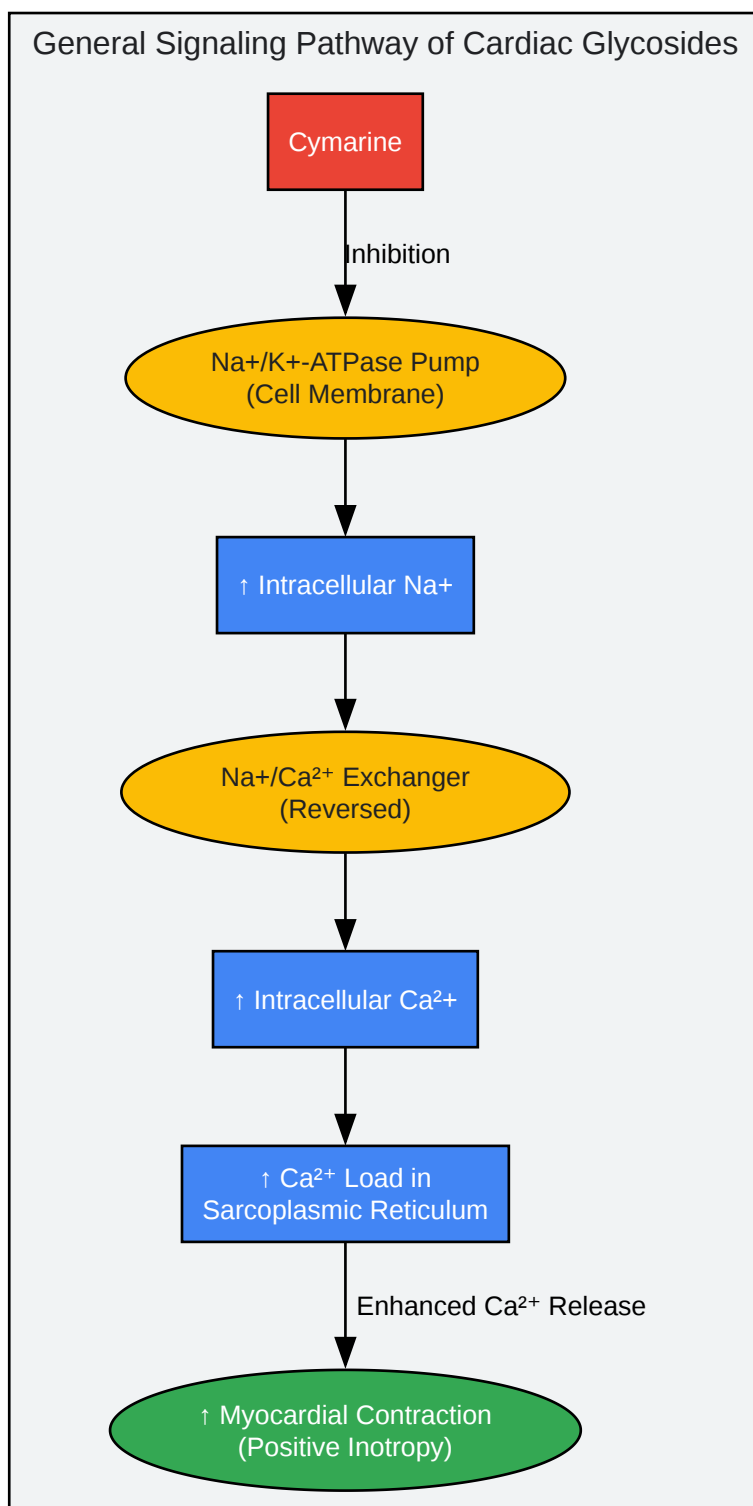 General Signaling Pathway of Cardiac Glycosides
Cymarine
Inhibition
Na+/K+-ATPase Pump
(Cell Membrane)
↑ Intracellular Na+
Na+/Ca²⁺ Exchanger
(Reversed)
↑ Intracellular Ca²⁺
↑ Ca²⁺ Load in
Sarcoplasmic Reticulum
Enhanced Ca²⁺ Release
↑ Myocardial Contraction
(Positive Inotropy)